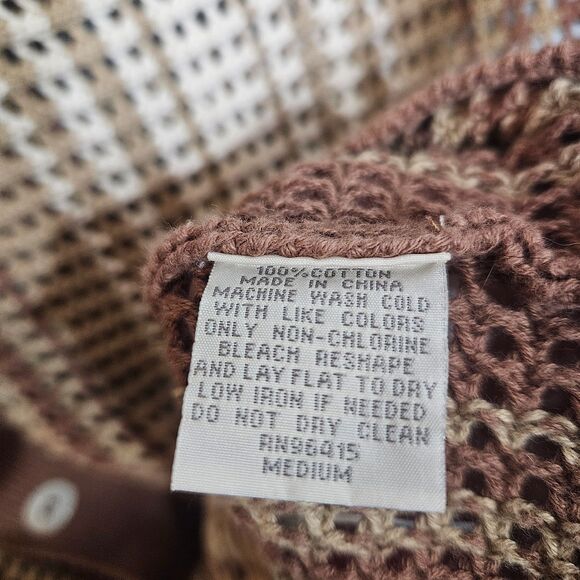 100% COTTON
MADE IN CHINA
MACHINE WASH COLD
WITH LIKE COLORS
ONLY NON-CHLORINE
BLEACH RESHAPE
AND LAY FLAT TO DRY
LOW IRON IF NEEDED
DO NOT DRY CLEAN
RN96415
MEDIUM